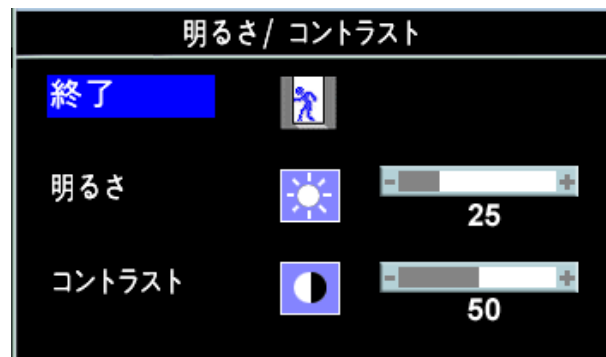 明るさ/ コントラスト
終了
明るさ
- +
25
コントラスト
- +
50